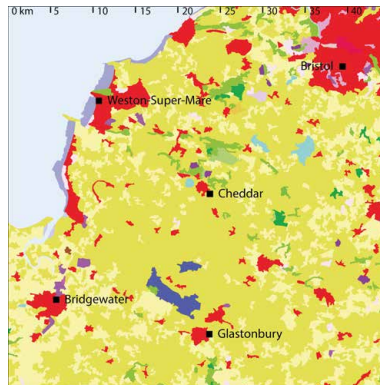 0 km 5 10 15 20 25 30 35 40
Bristol
Weston-Super-Mare
Cheddar
Bridgewater
Glastonbury